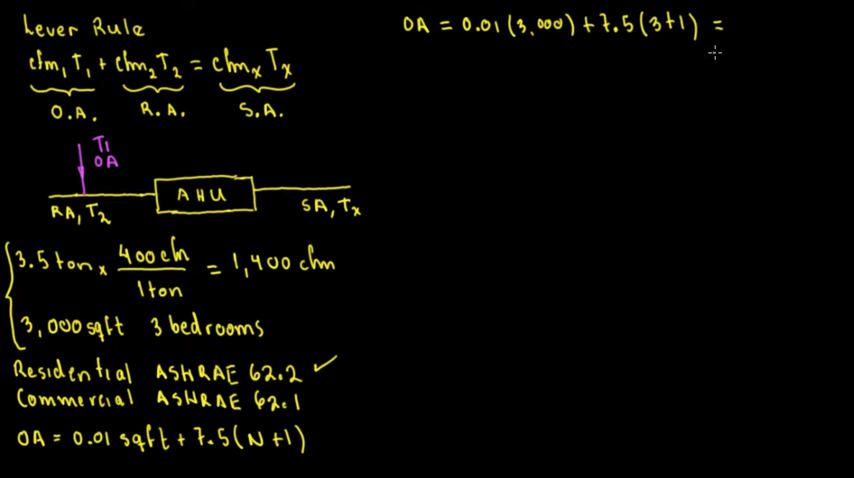 Lever Rule
cfm₁ T₁ + cfm₂ T₂ = cfmₓ Tₓ
O.A. R.A. S.A.
T₁
OA
AHU
RA, T₂
SA, Tₓ
3.5 ton x 400 cfm / 1 ton = 1,400 cfm
3,000 sqft 3 bedrooms
Residential ASHRAE 62.2 ✓
Commercial ASHRAE 62.1
OA = 0.01 sqft + 7.5 (N + 1)
OA = 0.01 (3,000) + 7.5 (3+1) =